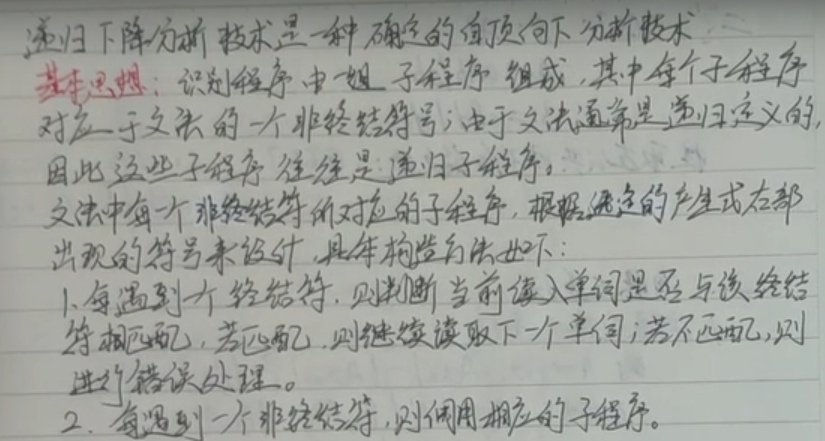 递归下降分析技术是一种确定的自顶向下分析技术
基本思想：识别程序由一组子程序组成，其中每个子程序
对应于文法的一个非终结符号；由于文法通常是递归定义的，
因此这些子程序往往是递归子程序。
文法中每一个非终结符所对应的子程序，根据选定的产生式右部
出现的符号来设计，具体构造方法如下：
1、每遇到一个终结符，则判断当前读入单词是否与该终结
符相匹配，若匹配，则继续读取下一个单词；若不匹配，则
进行错误处理。
2、每遇到一个非终结符，则调用相应的子程序。